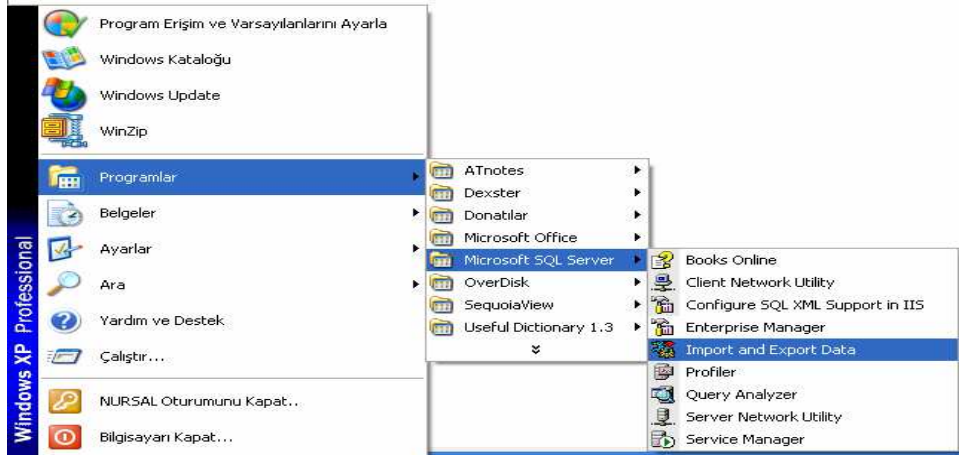 Program Erişim ve Varsayılanlarını Ayarla
Windows Kataloğu
Windows Update
WinZip
Programlar
Belgeler
Ayarlar
Ara
Yardım ve Destek
Çalıştır...
NURSAL Oturumunu Kapat..
Bilgisayarı Kapat...
Windows XP Professional
ATnotes
Dexster
Donatılar
Microsoft Office
Microsoft SQL Server
OverDisk
SequoiaView
Useful Dictionary 1.3
Books Online
Client Network Utility
Configure SQL XML Support in IIS
Enterprise Manager
Import and Export Data
Profiler
Query Analyzer
Server Network Utility
Service Manager